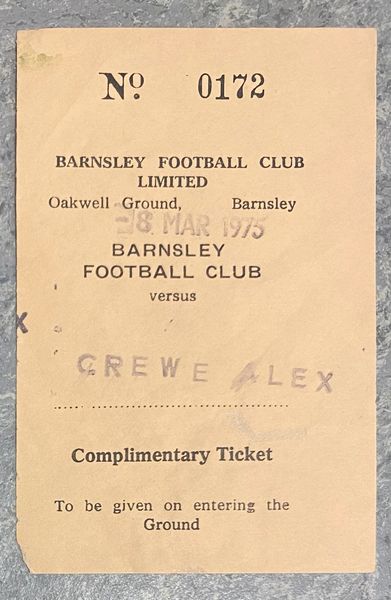 Nº. 0172
BARNSLEY FOOTBALL CLUB
LIMITED
Oakwell Ground, Barnsley
-8 MAR 1975
BARNSLEY
FOOTBALL CLUB
versus
X
CREWE ALEX
Complimentary Ticket
To be given on entering the
Ground